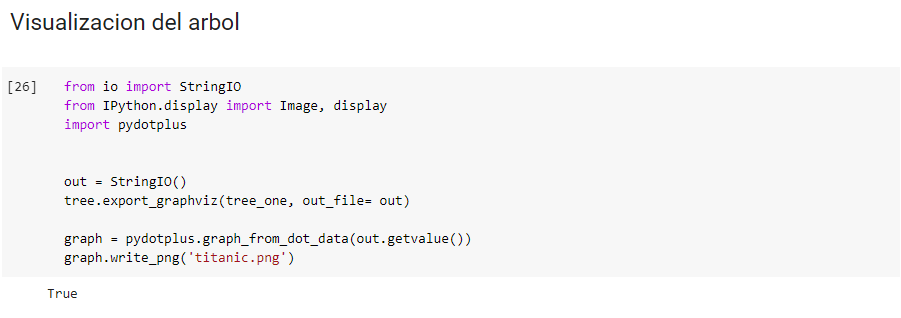 Visualizacion del arbol
[26] from io import StringIO
from IPython.display import Image, display
import pydotplus
out = StringIO()
tree.export_graphviz(tree_one, out_file= out)
graph = pydotplus.graph_from_dot_data(out.getvalue())
graph.write_png('titanic.png')
True